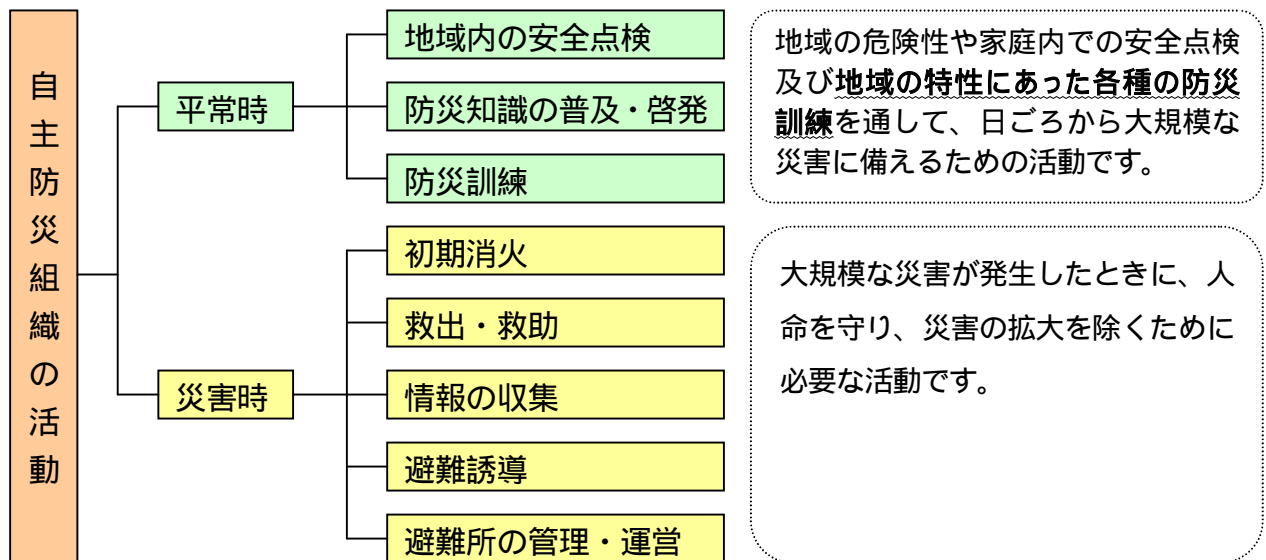 自主防災組織の活動
平常時
地域内の安全点検
防災知識の普及・啓発
防災訓練
地域の危険性や家庭内での安全点検
及び地域の特性にあった各種の防災
訓練を通して、日ごろから大規模な
災害に備えるための活動です。
災害時
初期消火
救出・救助
情報の収集
避難誘導
避難所の管理・運営
大規模な災害が発生したときに、人
命を守り、災害の拡大を除くために
必要な活動です。